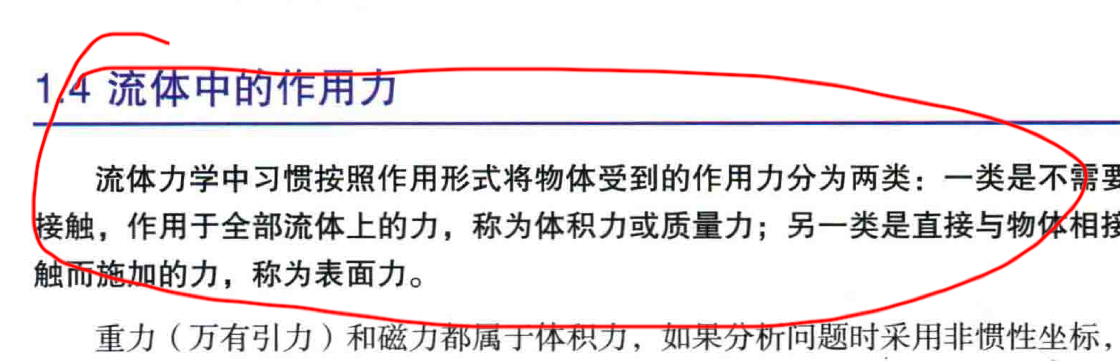 1.4 流体中的作用力
流体力学中习惯按照作用形式将物体受到的作用力分为两类：一类是不需要
接触，作用于全部流体上的力，称为体积力或质量力；另一类是直接与物体相接
触而施加的力，称为表面力。
重力（万有引力）和磁力都属于体积力，如果分析问题时采用非惯性坐标，